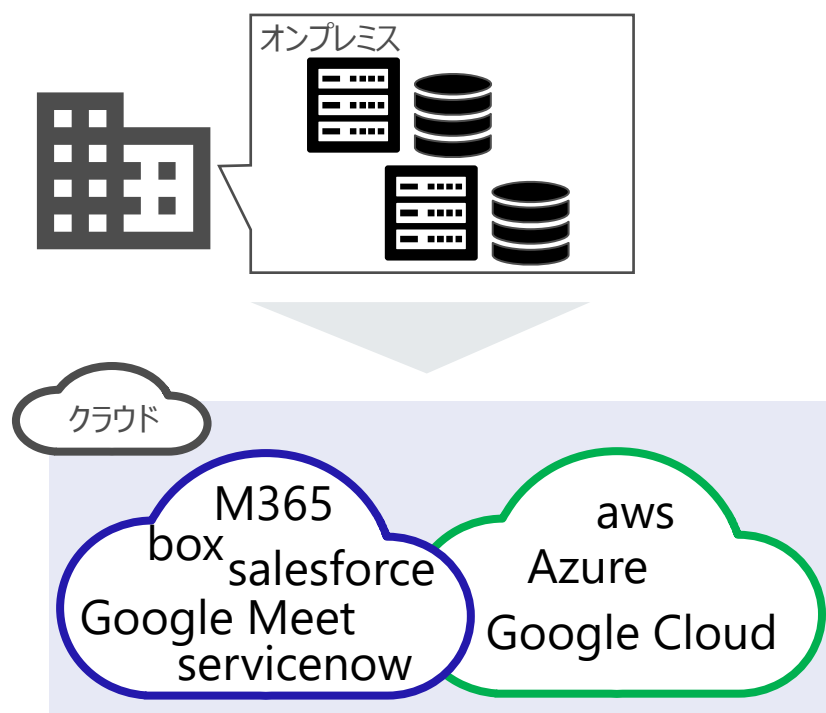 オンプレミス
クラウド
M365
box
salesforce
Google Meet
servicenow
aws
Azure
Google Cloud